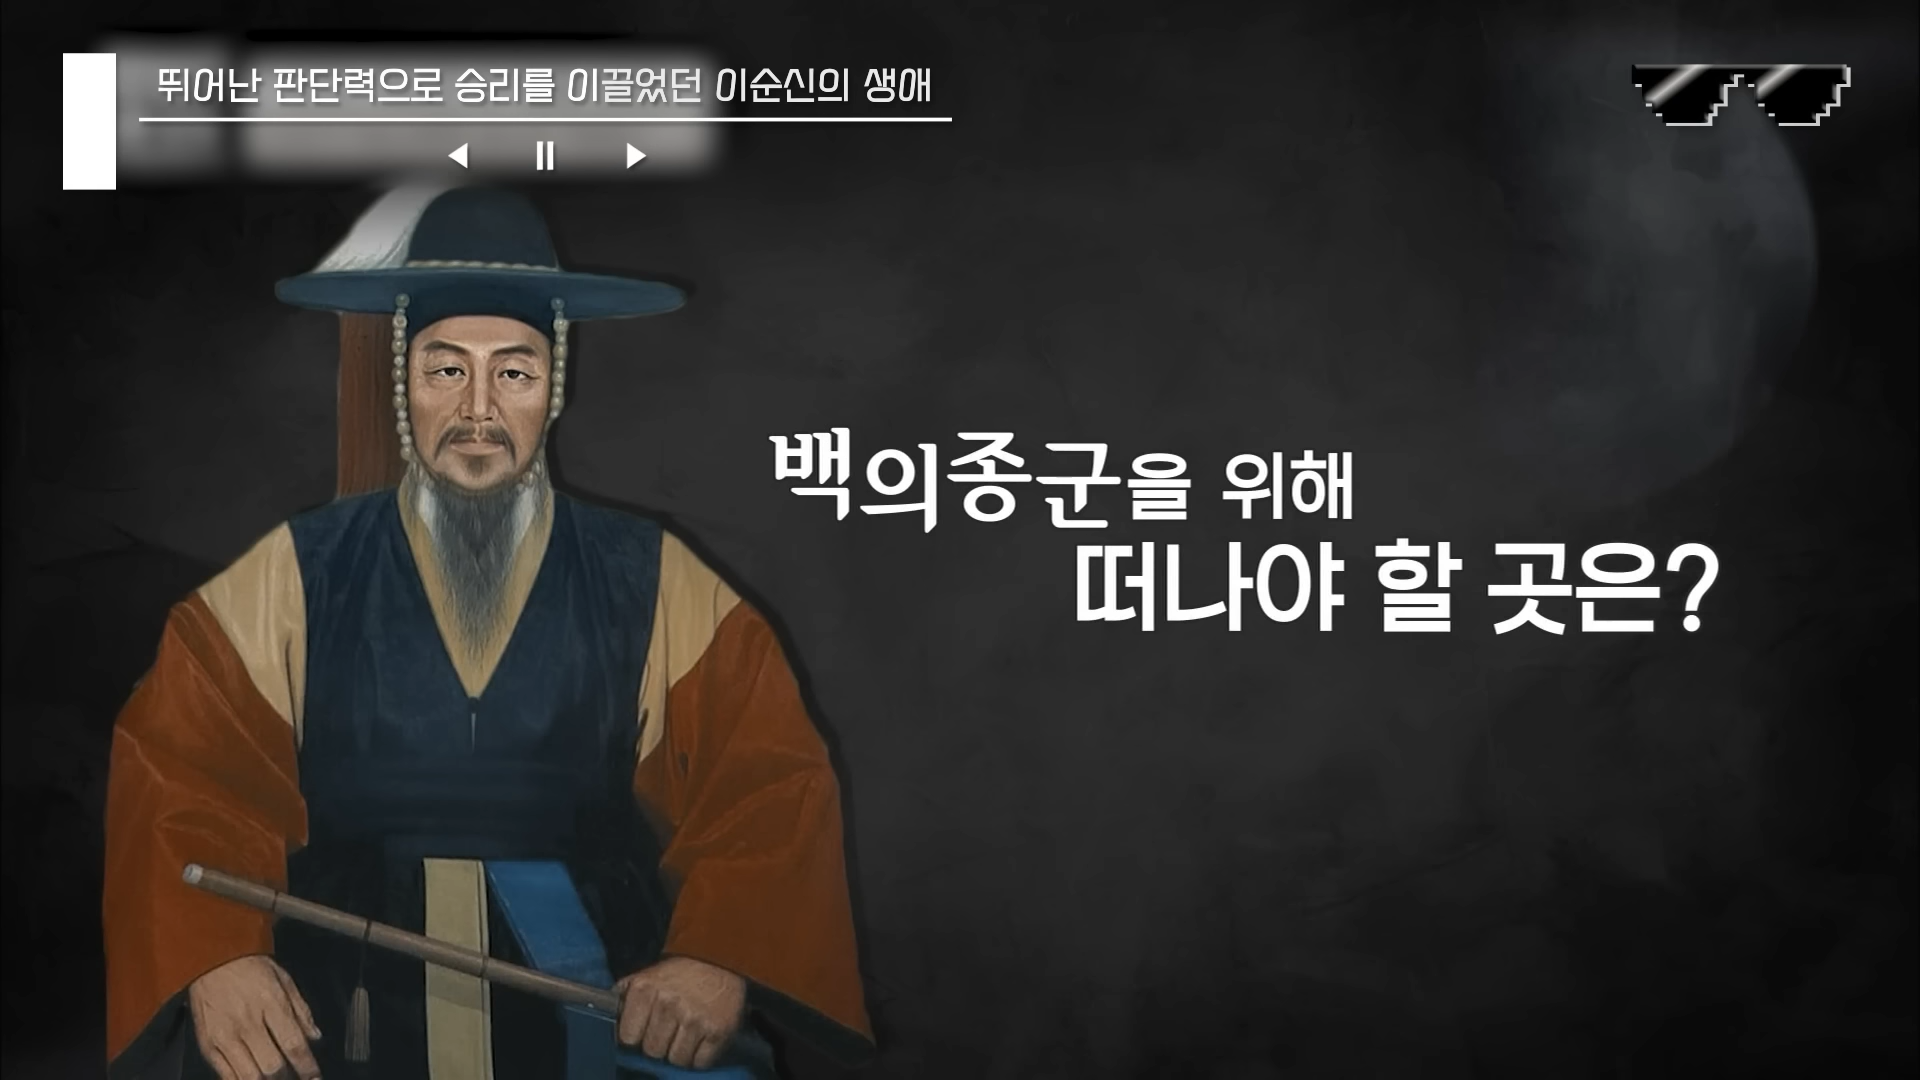 뛰어난 판단력으로 승리를 이끌었던 이순신의 생애
백의종군을 위해
떠나야 할 곳은?